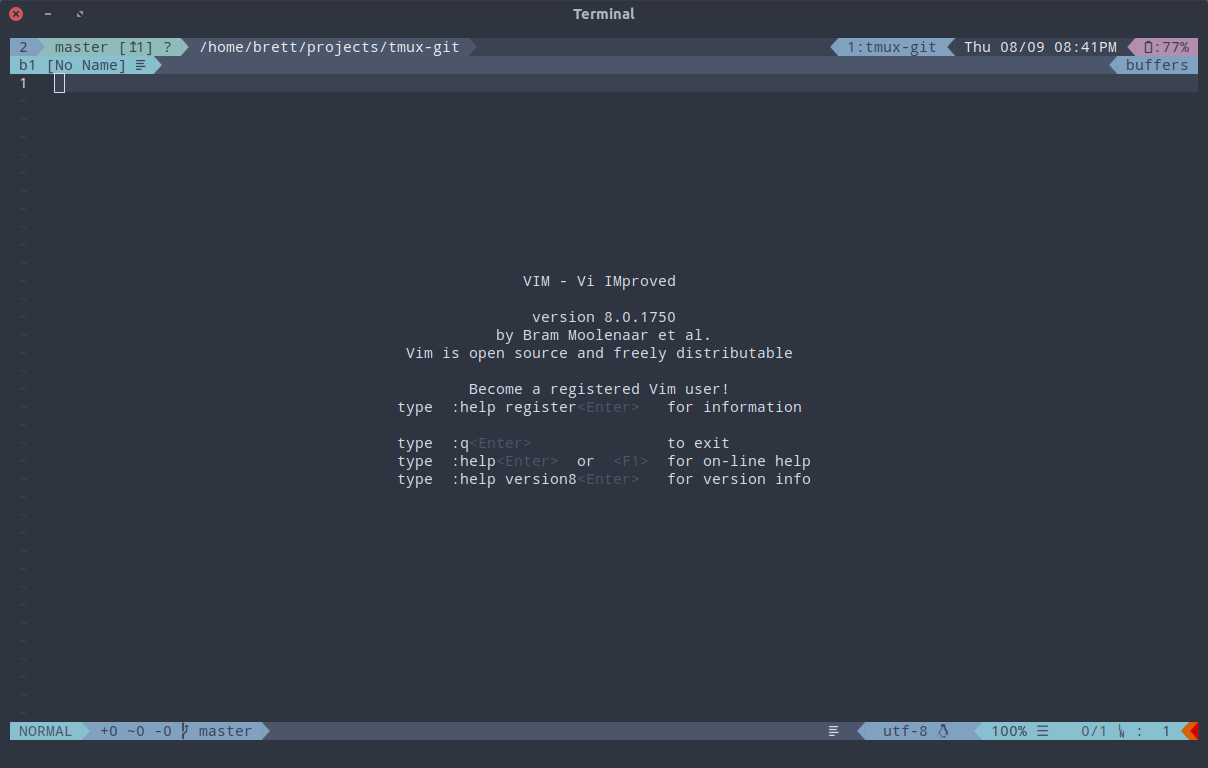 Terminal
2 master [↥1] ? /home/brett/projects/tmux-git 1:tmux-git Thu 08/09 08:41PM :77%
b1 [No Name] buffers
1
~
~
~
~
~
~
~
~
~
~
~ VIM - Vi IMproved
~
~ version 8.0.1750
~ by Bram Moolenaar et al.
~ Vim is open source and freely distributable
~
~ Become a registered Vim user!
~ type :help register<Enter> for information
~
~ type :q<Enter> to exit
~ type :help<Enter> or <F1> for on-line help
~ type :help version8<Enter> for version info
~
~
~
~
~
~
~
~
~
~
~
~
~
NORMAL +0 ~0 -0 master utf-8 100% ☰ 0/1 : 1